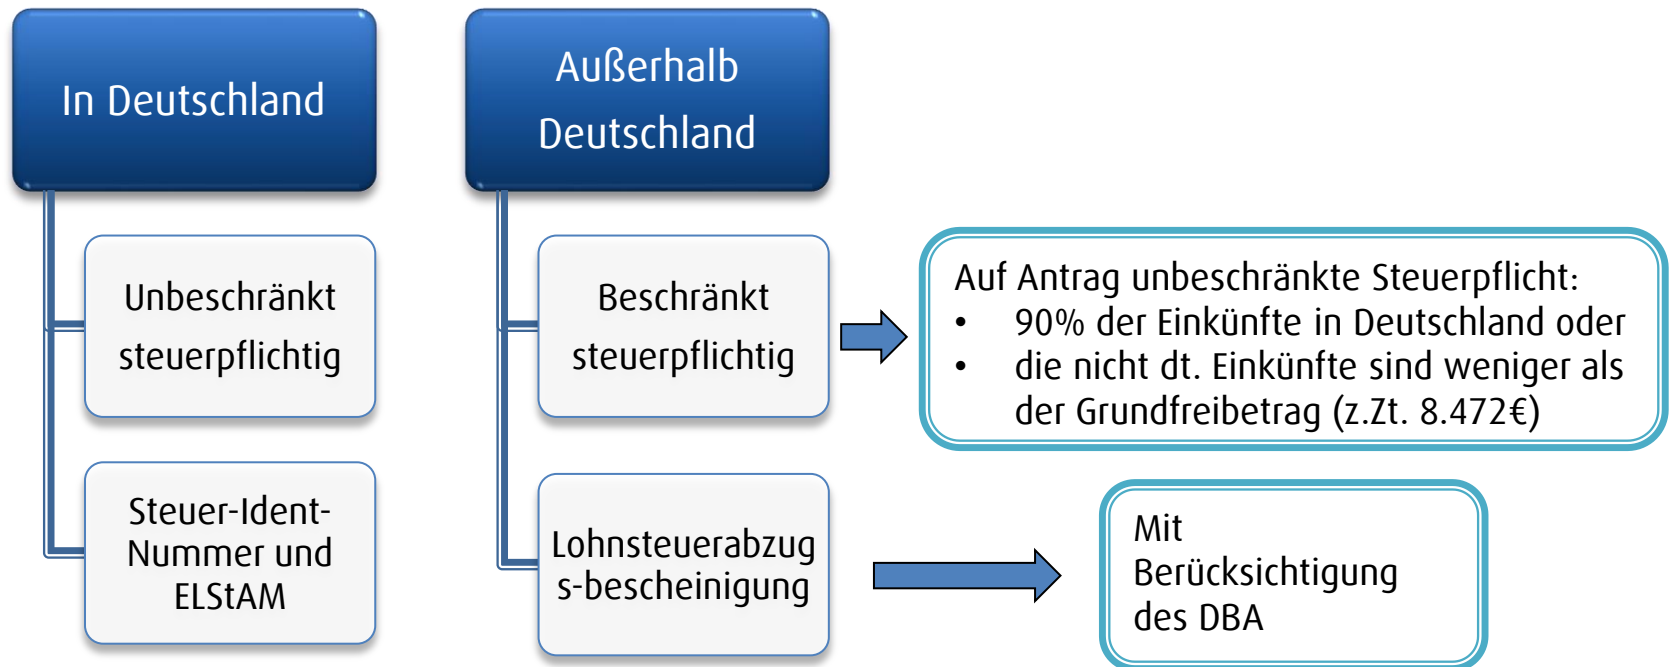 In Deutschland
Unbeschränkt
steuerpflichtig
Steuer-Ident-
Nummer und
ELStAM
Außerhalb
Deutschland
Beschränkt
steuerpflichtig
Lohnsteuerabzug
s-bescheinigung
Auf Antrag unbeschränkte Steuerpflicht:
• 90% der Einkünfte in Deutschland oder
• die nicht dt. Einkünfte sind weniger als
der Grundfreibetrag (z.Zt. 8.472€)
Mit
Berücksichtigung
des DBA